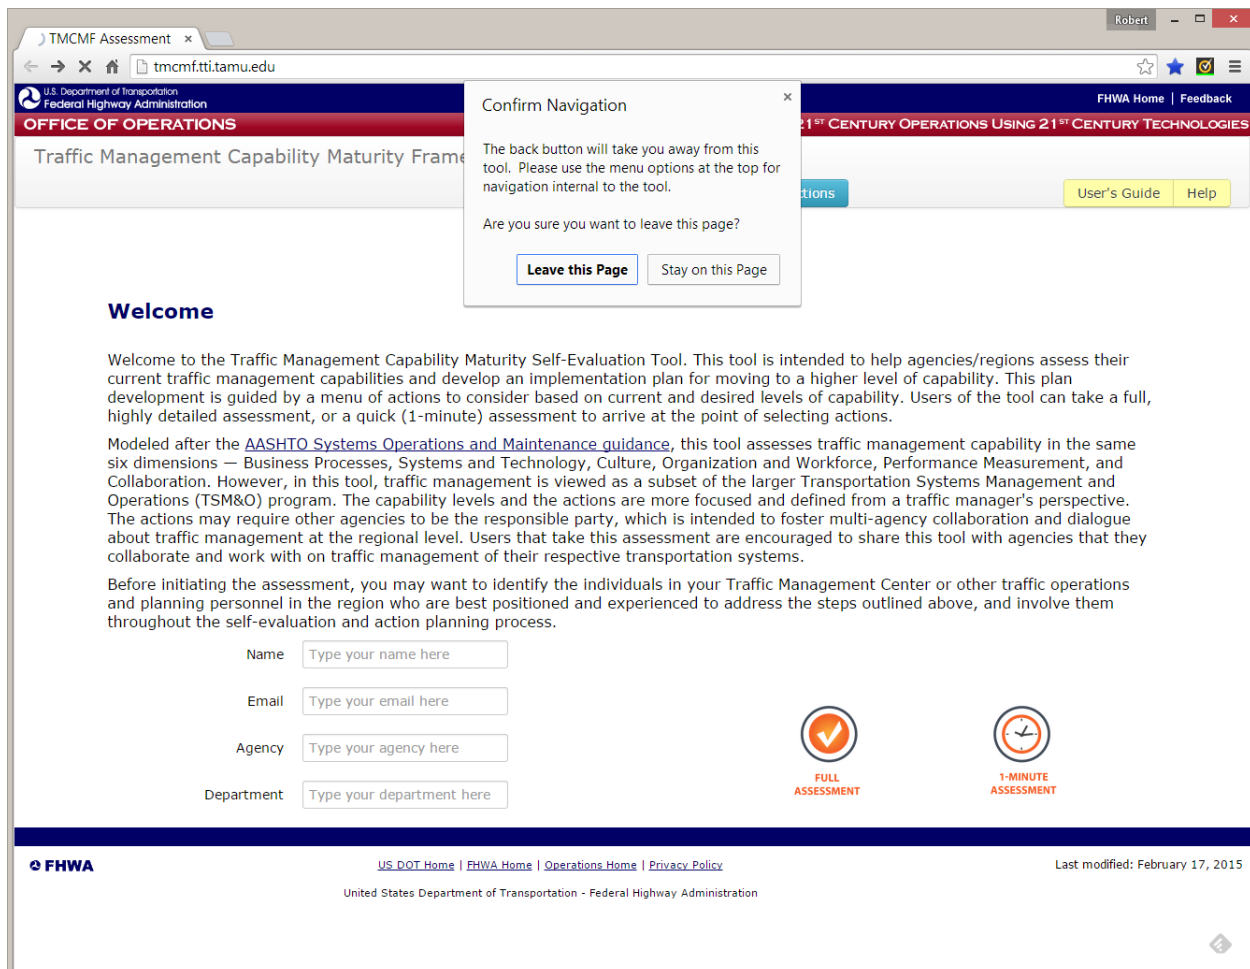 Robert
TMCMF Assessment
tmcmf.tti.tamu.edu
U.S. Department of Transportation
Federal Highway Administration
FHWA Home | Feedback
OFFICE OF OPERATIONS
21ST CENTURY OPERATIONS USING 21ST CENTURY TECHNOLOGIES
Traffic Management Capability Maturity Frame
tions
User's Guide
Help
Confirm Navigation
The back button will take you away from this
tool. Please use the menu options at the top for
navigation internal to the tool.
Are you sure you want to leave this page?
Leave this Page
Stay on this Page
Welcome
Welcome to the Traffic Management Capability Maturity Self-Evaluation Tool. This tool is intended to help agencies/regions assess their
current traffic management capabilities and develop an implementation plan for moving to a higher level of capability. This plan
development is guided by a menu of actions to consider based on current and desired levels of capability. Users of the tool can take a full,
highly detailed assessment, or a quick (1-minute) assessment to arrive at the point of selecting actions.
Modeled after the AASHTO Systems Operations and Maintenance guidance, this tool assesses traffic management capability in the same
six dimensions — Business Processes, Systems and Technology, Culture, Organization and Workforce, Performance Measurement, and
Collaboration. However, in this tool, traffic management is viewed as a subset of the larger Transportation Systems Management and
Operations (TSM&O) program. The capability levels and the actions are more focused and defined from a traffic manager's perspective.
The actions may require other agencies to be the responsible party, which is intended to foster multi-agency collaboration and dialogue
about traffic management at the regional level. Users that take this assessment are encouraged to share this tool with agencies that they
collaborate and work with on traffic management of their respective transportation systems.
Before initiating the assessment, you may want to identify the individuals in your Traffic Management Center or other traffic operations
and planning personnel in the region who are best positioned and experienced to address the steps outlined above, and involve them
throughout the self-evaluation and action planning process.
Name Type your name here
Email Type your email here
Agency Type your agency here
Department Type your department here
FULL
ASSESSMENT
1-MINUTE
ASSESSMENT
FHWA
US DOT Home | FHWA Home | Operations Home | Privacy Policy
Last modified: February 17, 2015
United States Department of Transportation - Federal Highway Administration